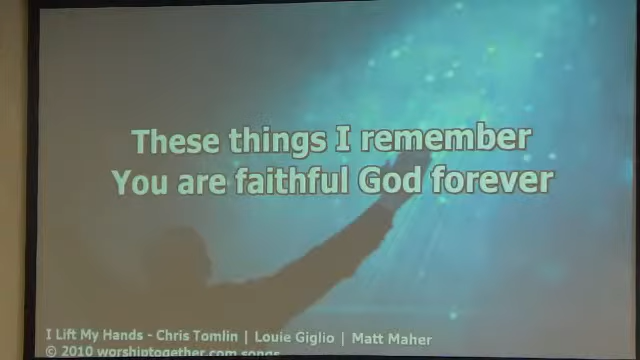 These things I remember
You are faithful God forever
I Lift My Hands - Chris Tomlin | Louie Giglio | Matt Maher
© 2010 worshiptogether.com songs